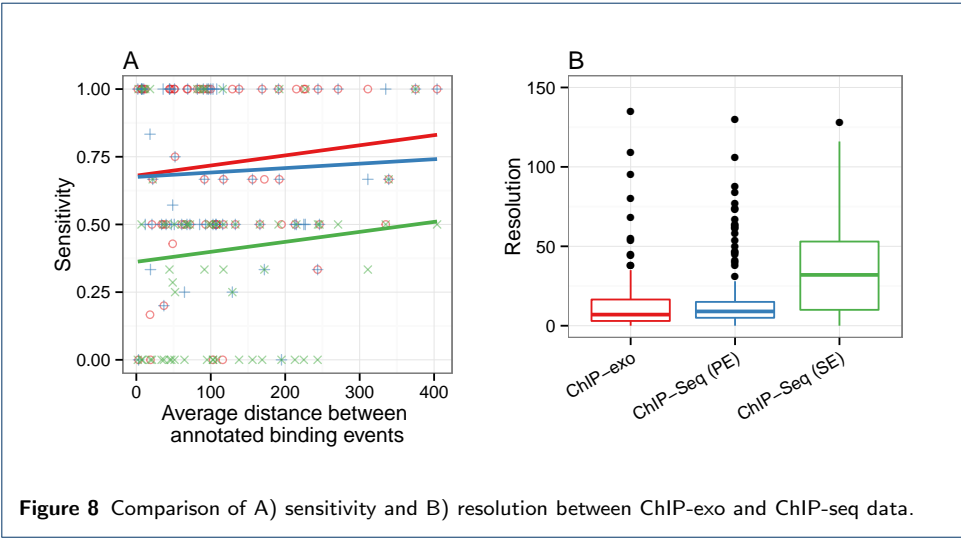 A
1.00
0.75
0.50
0.25
0.00
Sensitivity
0 100 200 300 400
Average distance between
annotated binding events
B
150
100
50
0
Resolution
ChIP−exo
ChIP−Seq (PE)
ChIP−Seq (SE)
Figure 8 Comparison of A) sensitivity and B) resolution between ChIP-exo and ChIP-seq data.